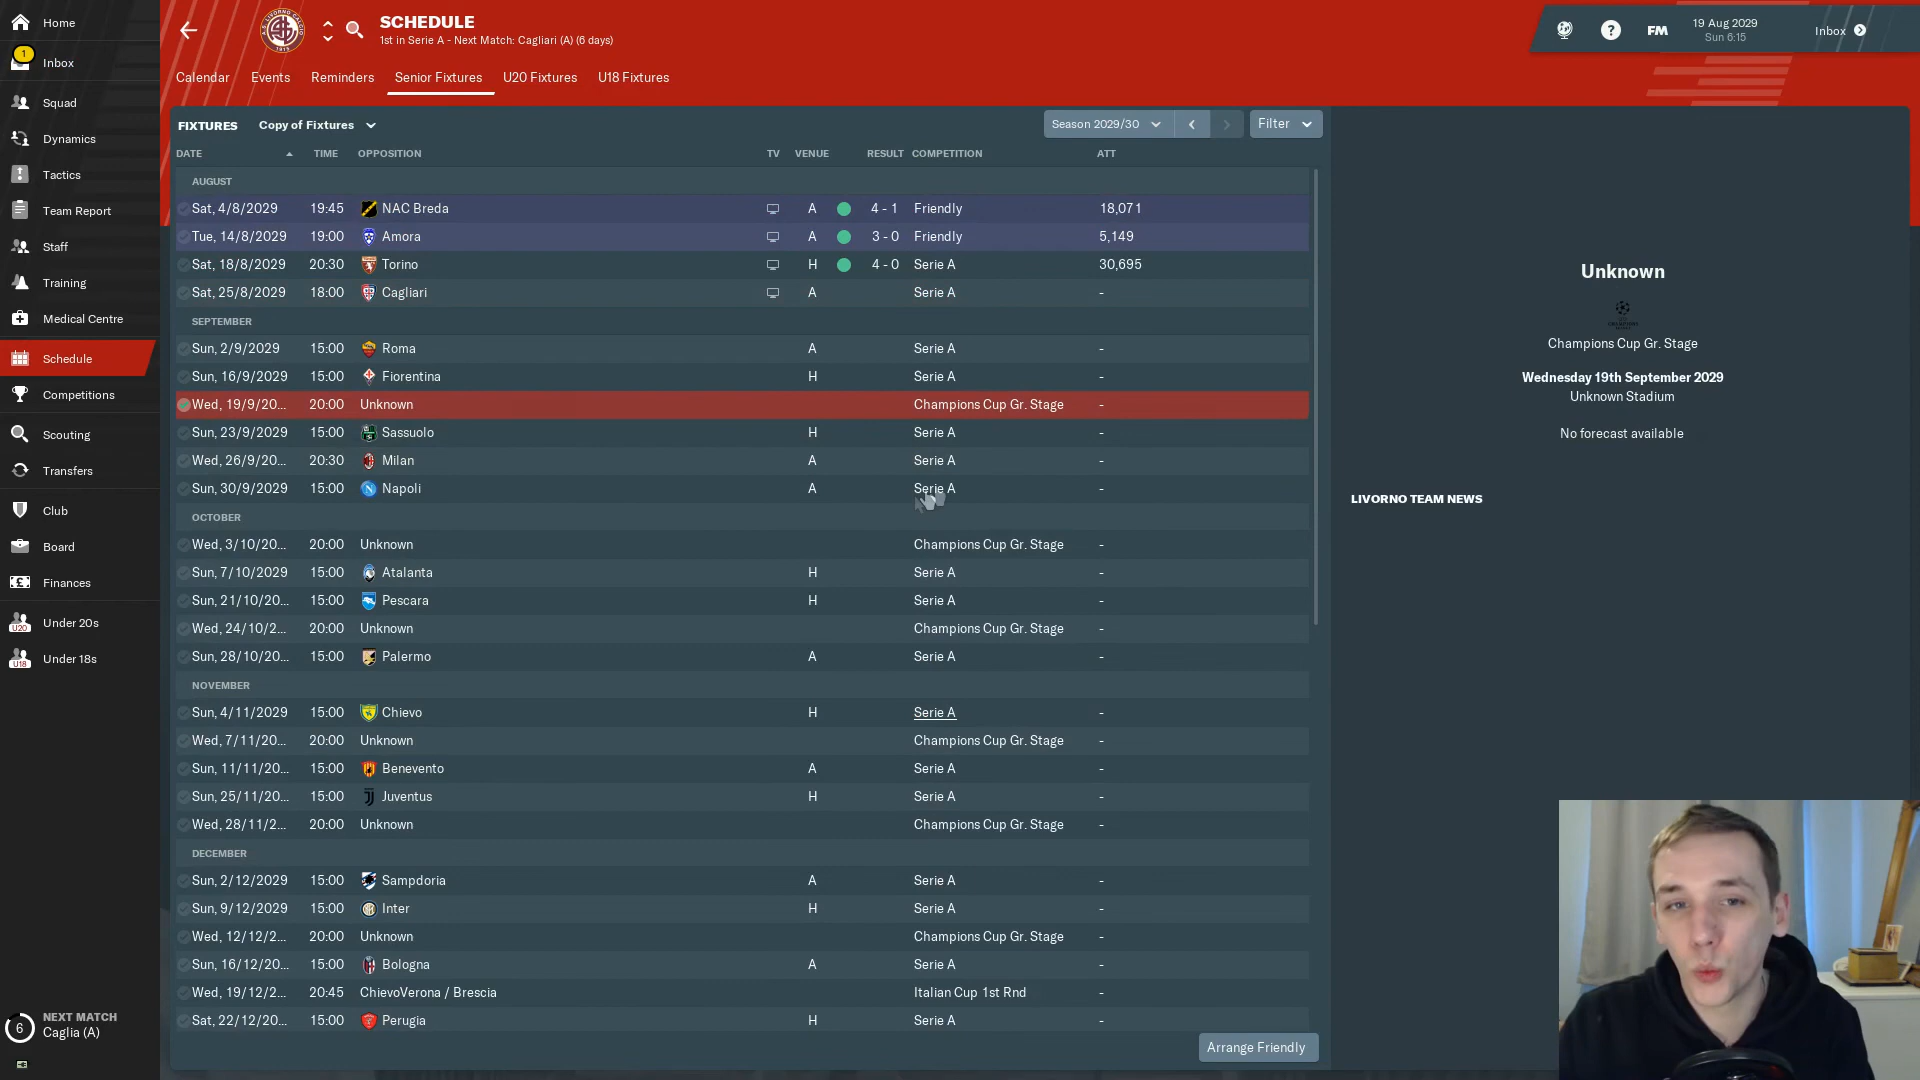 Home
1
Inbox
Squad
Dynamics
Tactics
Team Report
Staff
Training
Medical Centre
Schedule
Competitions
Scouting
Transfers
Club
Board
Finances
U20
Under 20s
U18
Under 18s
6
NEXT MATCH
Caglia (A)
SCHEDULE
1st in Serie A - Next Match: Cagliari (A) (6 days)
? FM 19 Aug 2029
Sun 6:15
Inbox
Calendar Events Reminders Senior Fixtures U20 Fixtures U18 Fixtures
FIXTURES Copy of Fixtures Season 2029/30 Filter
DATE TIME OPPOSITION TV VENUE RESULT COMPETITION ATT
AUGUST
Sat, 4/8/2029 19:45 NAC Breda A 4 - 1 Friendly 18,071
Tue, 14/8/2029 19:00 Amora A 3 - 0 Friendly 5,149
Sat, 18/8/2029 20:30 Torino H 4 - 0 Serie A 30,695
Sat, 25/8/2029 18:00 Cagliari A Serie A -
SEPTEMBER
Sun, 2/9/2029 15:00 Roma A Serie A -
Sun, 16/9/2029 15:00 Fiorentina H Serie A -
Wed, 19/9/20... 20:00 Unknown Champions Cup Gr. Stage -
Sun, 23/9/2029 15:00 Sassuolo H Serie A -
Wed, 26/9/20... 20:30 Milan A Serie A -
Sun, 30/9/2029 15:00 Napoli A Serie A -
OCTOBER
Wed, 3/10/20... 20:00 Unknown Champions Cup Gr. Stage -
Sun, 7/10/2029 15:00 Atalanta H Serie A -
Sun, 21/10/20... 15:00 Pescara H Serie A -
Wed, 24/10/2... 20:00 Unknown Champions Cup Gr. Stage -
Sun, 28/10/20... 15:00 Palermo A Serie A -
NOVEMBER
Sun, 4/11/2029 15:00 Chievo H Serie A -
Wed, 7/11/20... 20:00 Unknown Champions Cup Gr. Stage -
Sun, 11/11/20... 15:00 Benevento A Serie A -
Sun, 25/11/20... 15:00 Juventus H Serie A -
Wed, 28/11/2... 20:00 Unknown Champions Cup Gr. Stage -
DECEMBER
Sun, 2/12/2029 15:00 Sampdoria A Serie A -
Sun, 9/12/2029 15:00 Inter H Serie A -
Wed, 12/12/2... 20:00 Unknown Champions Cup Gr. Stage -
Sun, 16/12/20... 15:00 Bologna A Serie A -
Wed, 19/12/2... 20:45 ChievoVerona / Brescia Italian Cup 1st Rnd -
Sat, 22/12/20... 15:00 Perugia H Serie A -
Arrange Friendly
Unknown
Champions Cup Gr. Stage
Wednesday 19th September 2029
Unknown Stadium
No forecast available
LIVORNO TEAM NEWS